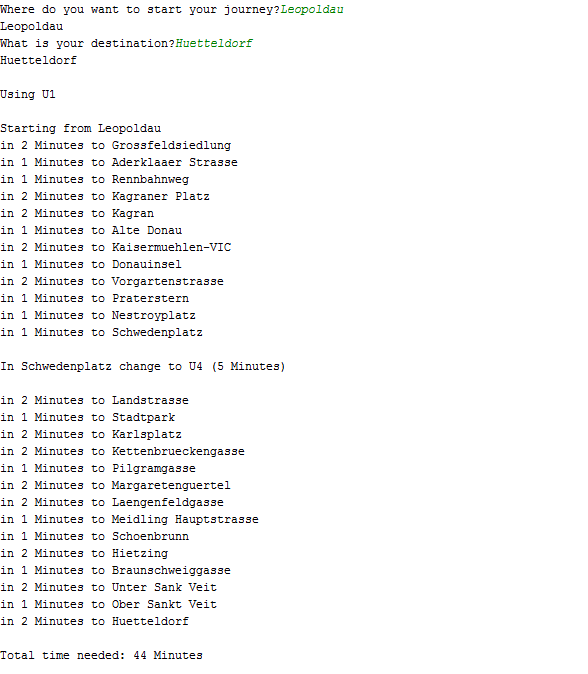 Where do you want to start your journey?Leopoldau
Leopoldau
What is your destination?Huetteldorf
Huetteldorf
Using U1
Starting from Leopoldau
in 2 Minutes to Grossfeldsiedlung
in 1 Minutes to Aderklaaer Strasse
in 1 Minutes to Rennbahnweg
in 2 Minutes to Kagraner Platz
in 2 Minutes to Kagran
in 1 Minutes to Alte Donau
in 2 Minutes to Kaisermuehlen-VIC
in 1 Minutes to Donauinsel
in 2 Minutes to Vorgartenstrasse
in 1 Minutes to Praterstern
in 1 Minutes to Nestroyplatz
in 1 Minutes to Schwedenplatz
In Schwedenplatz change to U4 (5 Minutes)
in 2 Minutes to Landstrasse
in 1 Minutes to Stadtpark
in 2 Minutes to Karlsplatz
in 2 Minutes to Kettenbrueckengasse
in 1 Minutes to Pilgramgasse
in 2 Minutes to Margaretenguertel
in 2 Minutes to Laengenfeldgasse
in 1 Minutes to Meidling Hauptstrasse
in 1 Minutes to Schoenbrunn
in 2 Minutes to Hietzing
in 1 Minutes to Braunschweiggasse
in 2 Minutes to Unter Sank Veit
in 1 Minutes to Ober Sankt Veit
in 2 Minutes to Huetteldorf
Total time needed: 44 Minutes